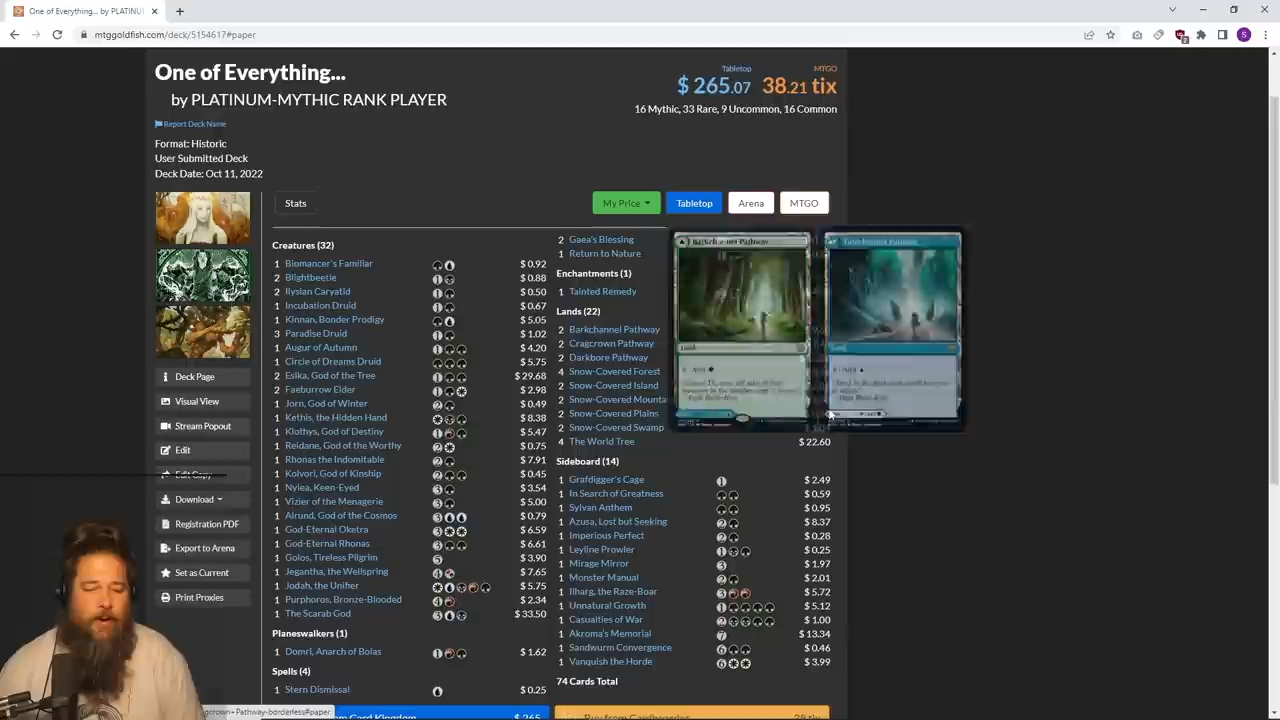 One of Everything... by PLATINU
mtggoldfish.com/deck/5154617#paper
One of Everything...
by PLATINUM-MYTHIC RANK PLAYER
Report Deck Name
Tabletop
$ 265.07
MTGO
38.21 tix
16 Mythic, 33 Rare, 9 Uncommon, 16 Common
Format: Historic
User Submitted Deck
Deck Date: Oct 11, 2022
Deck Page
Visual View
Stream Popout
Edit
Edit Copy
Download
Registration PDF
Export to Arena
Set as Current
Print Proxies
Stats
My Price
Tabletop
Arena
MTGO
Creatures (32)
1 Biomancer's Familiar $ 0.92
2 Blightbeetle $ 0.88
2 Ilysian Caryatid $ 0.50
1 Incubation Druid $ 0.67
1 Kinnan, Bonder Prodigy $ 5.05
3 Paradise Druid $ 1.02
1 Augur of Autumn $ 4.20
1 Circle of Dreams Druid $ 5.75
2 Esika, God of the Tree $ 29.68
2 Faeburrow Elder $ 2.98
1 Jorn, God of Winter $ 0.49
1 Kethis, the Hidden Hand $ 8.38
1 Klothys, God of Destiny $ 5.47
1 Reidane, God of the Worthy $ 0.75
1 Rhonas the Indomitable $ 7.91
1 Kolvori, God of Kinship $ 0.45
1 Nylea, Keen-Eyed $ 3.54
1 Vizier of the Menagerie $ 5.00
1 Alrund, God of the Cosmos $ 0.79
1 God-Eternal Oketra $ 6.59
1 God-Eternal Rhonas $ 6.61
1 Golos, Tireless Pilgrim $ 3.90
1 Jegantha, the Wellspring $ 7.65
1 Jodah, the Unifier $ 5.75
1 Purphoros, Bronze-Blooded $ 2.34
1 The Scarab God $ 33.50
Planeswalkers (1)
1 Domri, Anarch of Bolas $ 1.62
Spells (4)
1 Stern Dismissal $ 0.25
2 Gaea's Blessing
1 Return to Nature
Enchantments (1)
1 Tainted Remedy
Lands (22)
2 Barkchannel Pathway
2 Cragcrown Pathway
2 Darkbore Pathway
4 Snow-Covered Forest
2 Snow-Covered Island
2 Snow-Covered Mounta
2 Snow-Covered Plains
2 Snow-Covered Swamp
4 The World Tree $ 22.60
Sideboard (14)
1 Grafdigger's Cage $ 2.49
1 In Search of Greatness $ 0.59
1 Sylvan Anthem $ 0.95
1 Azusa, Lost but Seeking $ 8.37
1 Imperious Perfect $ 0.28
1 Leyline Prowler $ 0.25
1 Mirage Mirror $ 1.97
1 Monster Manual $ 2.01
1 Ilharg, the Raze-Boar $ 5.72
1 Unnatural Growth $ 5.12
1 Casualties of War $ 1.00
1 Akroma's Memorial $ 13.34
1 Sandwurm Convergence $ 0.46
1 Vanquish the Horde $ 3.99
74 Cards Total
gcrown+Pathway-borderless#paper
m Card Kingdom $ 265
Buy from Cardhoarder 38 tix